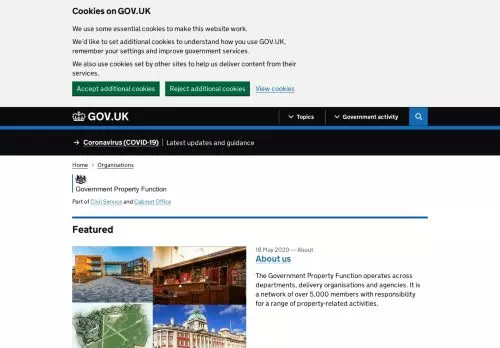 Cookies on GOV.UK
We use some essential cookies to make this website work.
We'd like to set additional cookies to understand how you use GOV.UK,
remember your settings and improve government services.
We also use cookies set by other sites to help us deliver content from their
services.
Accept additional cookies Reject additional cookies View cookies
GOV.UK Topics Government activity
→ Coronavirus (COVID-19) Latest updates and guidance
Home > Organisations
Government Property Function
Part of Civil Service and Cabinet Office
Featured
18 May 2020 — About
About us
The Government Property Function operates across
departments, delivery organisations and agencies. It is
a network of over 5,000 members with responsibility
for a range of property-related activities.